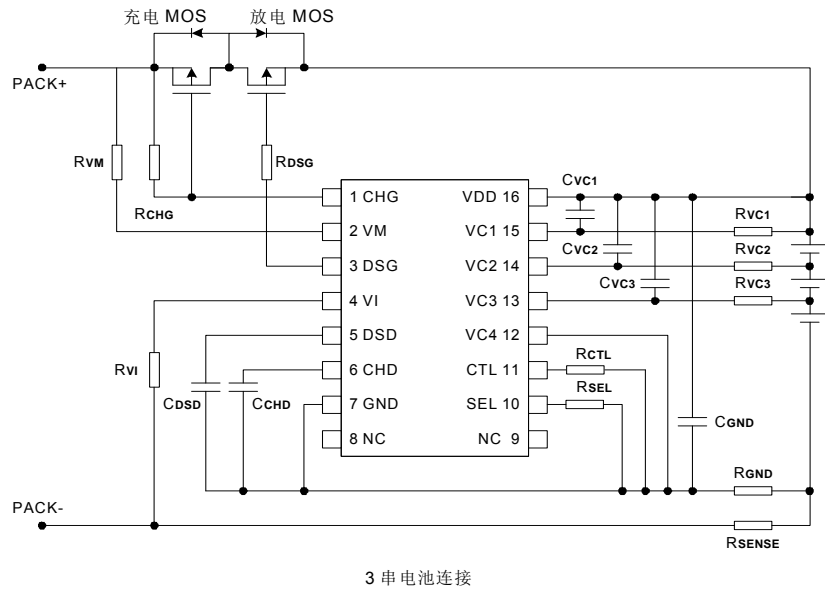 充电 MOS 放电 MOS
PACK+
RVM
RDSG
RCHG
CVC1
1 CHG VDD 16
RVC1
2 VM VC1 15
CVC2
RVC2
3 DSG VC2 14
CVC3
RVC3
4 VI VC3 13
5 DSD VC4 12
RVI
RCTL
6 CHD CTL 11
CDSD
CCHD
RSEL
7 GND SEL 10
CGND
8 NC NC 9
RGND
PACK-
RSENSE
3 串电池连接